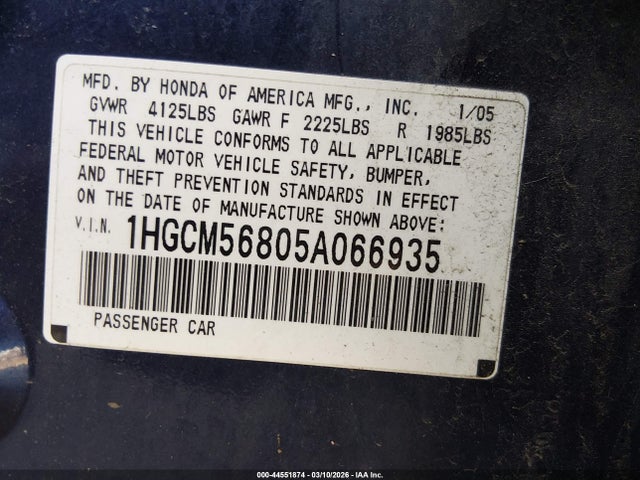 MFD. BY HONDA OF AMERICA MFG., INC. 1/05
GVWR 4125LBS GAWR F 2225LBS R 1985LBS
THIS VEHICLE CONFORMS TO ALL APPLICABLE
FEDERAL MOTOR VEHICLE SAFETY, BUMPER,
AND THEFT PREVENTION STANDARDS IN EFFECT
ON THE DATE OF MANUFACTURE SHOWN ABOVE:
V.I.N. 1HGCM56805A066935
PASSENGER CAR
000-44551874 - 03/10/2026 - IAA Inc.